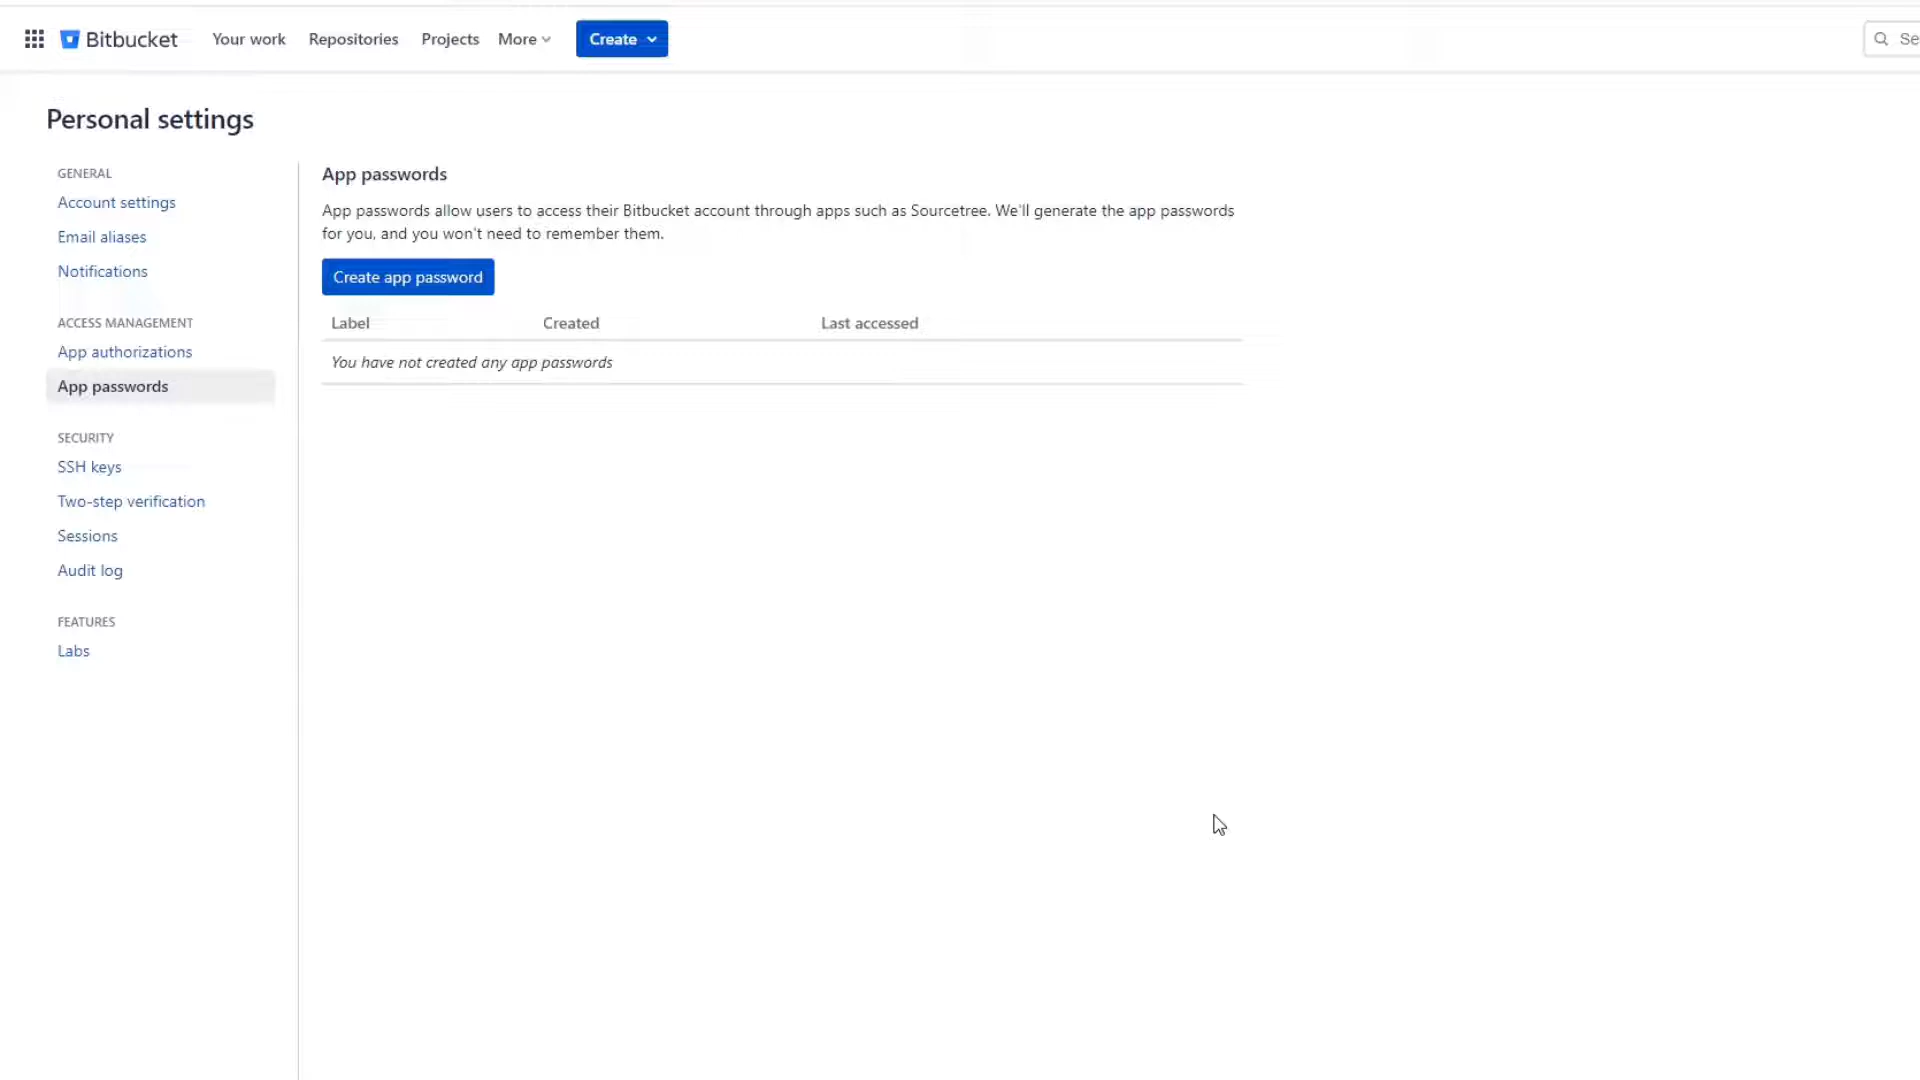 Bitbucket Your work Repositories Projects More Create Se
Personal settings
GENERAL
Account settings
Email aliases
Notifications
ACCESS MANAGEMENT
App authorizations
App passwords
SECURITY
SSH keys
Two-step verification
Sessions
Audit log
FEATURES
Labs
App passwords
App passwords allow users to access their Bitbucket account through apps such as Sourcetree. We'll generate the app passwords
for you, and you won't need to remember them.
Create app password
Label Created Last accessed
You have not created any app passwords